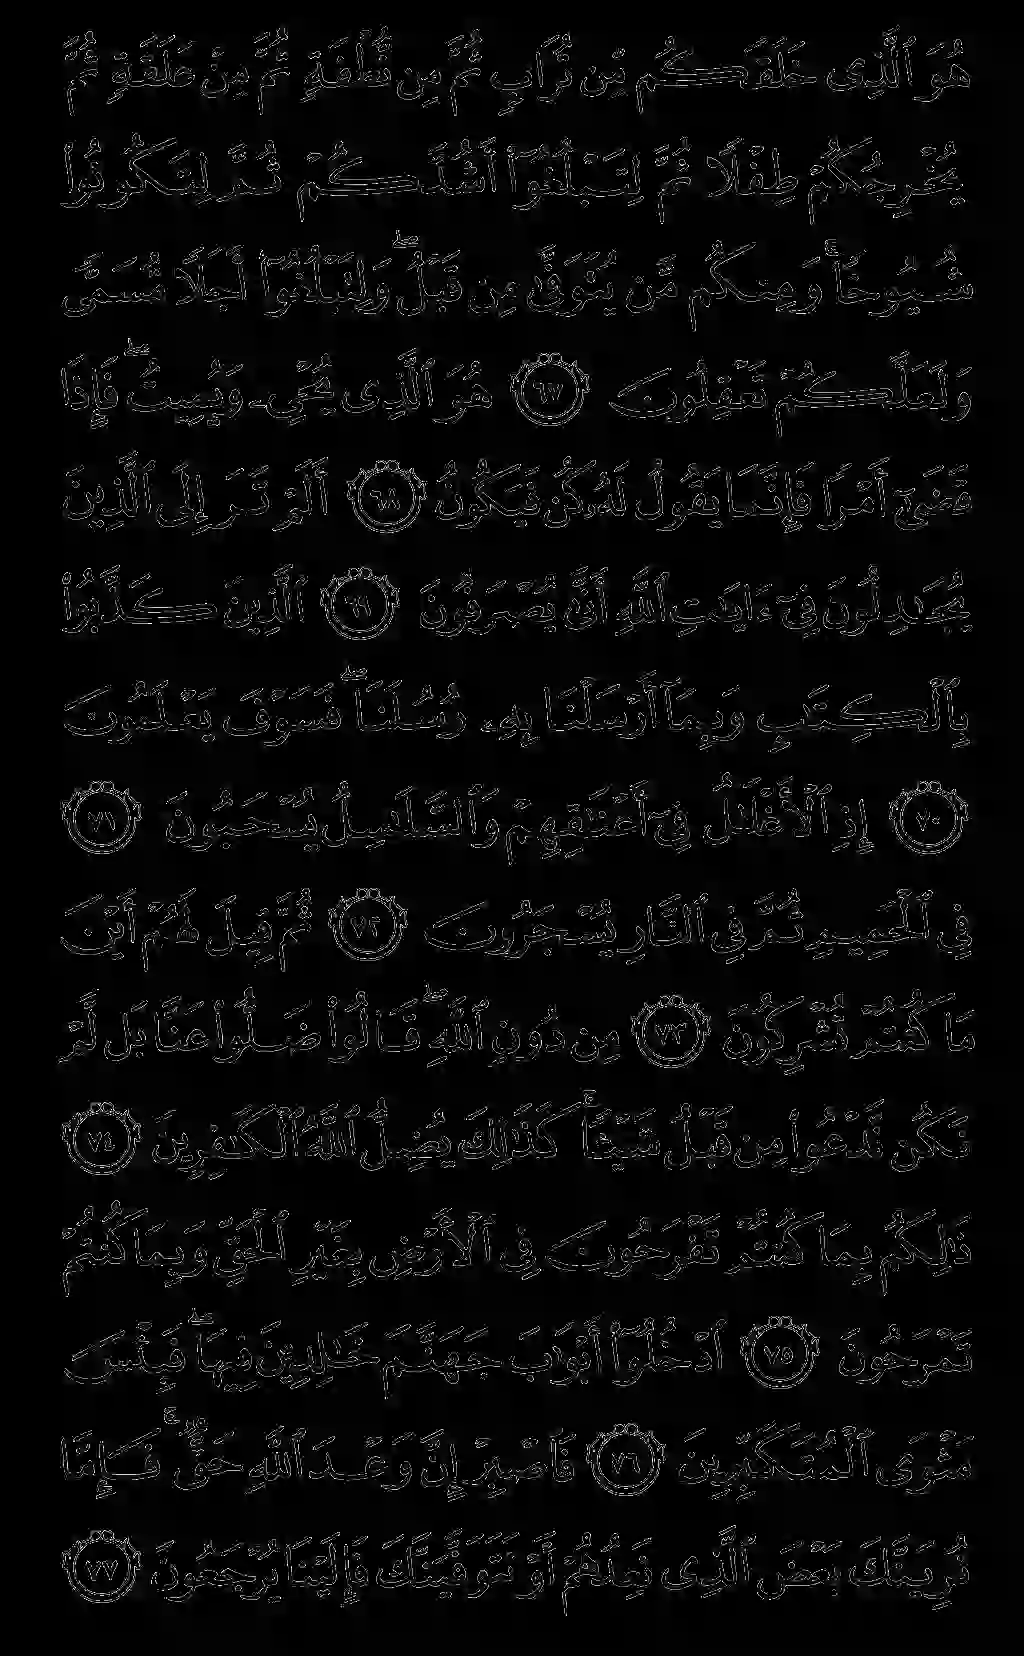 هُوَ ٱلَّذِى خَلَقَكُم مِّن تُرَابٍ ثُمَّ مِن نُّطْفَةٍ ثُمَّ مِنْ عَلَقَةٍ ثُمَّ
يُخْرِجُكُمْ طِفْلًا ثُمَّ لِتَبْلُغُوٓا۟ أَشُدَّكُمْ ثُمَّ لِتَكُونُوا۟
شُيُوخًا ۚ وَمِنكُم مَّن يُتَوَفَّىٰ مِن قَبْلُ ۖ وَلِتَبْلُغُوٓا۟ أَجَلًا مُّسَمًّى
وَلَعَلَّكُمْ تَعْقِلُونَ ٦٧ هُوَ ٱلَّذِى يُحْىِۦ وَيُمِيتُ ۖ فَإِذَا
قَضَىٰٓ أَمْرًا فَإِنَّمَا يَقُولُ لَهُۥ كُن فَيَكُونُ ٦٨ أَلَمْ تَرَ إِلَى ٱلَّذِينَ
يُجَـٰدِلُونَ فِىٓ ءَايَـٰتِ ٱللَّهِ أَنَّىٰ يُصْرَفُونَ ٦٩ ٱلَّذِينَ كَذَّبُوا۟
بِٱلْكِتَـٰبِ وَبِمَآ أَرْسَلْنَا بِهِۦ رُسُلَنَا ۖ فَسَوْفَ يَعْلَمُونَ
٧٠ إِذِ ٱلْأَغْلَـٰلُ فِىٓ أَعْنَـٰقِهِمْ وَٱلسَّلَـٰسِلُ يُسْحَبُونَ ٧١
فِى ٱلْحَمِيمِ ثُمَّ فِى ٱلنَّارِ يُسْجَرُونَ ٧٢ ثُمَّ قِيلَ لَهُمْ أَيْنَ
مَا كُنتُمْ تُشْرِكُونَ ٧٣ مِن دُونِ ٱللَّهِ ۖ قَالُوا۟ ضَلُّوا۟ عَنَّا بَل لَّمْ
نَكُن نَّدْعُوا۟ مِن قَبْلُ شَيْـًٔا ۚ كَذَٰلِكَ يُضِلُّ ٱللَّهُ ٱلْكَـٰفِرِينَ ٧٤
ذَٰلِكُم بِمَا كُنتُمْ تَفْرَحُونَ فِى ٱلْأَرْضِ بِغَيْرِ ٱلْحَقِّ وَبِمَا كُنتُمْ
تَمْرَحُونَ ٧٥ ٱدْخُلُوٓا۟ أَبْوَٰبَ جَهَنَّمَ خَـٰلِدِينَ فِيهَا ۖ فَبِئْسَ
مَثْوَى ٱلْمُتَكَبِّرِينَ ٧٦ فَٱصْبِرْ إِنَّ وَعْدَ ٱللَّهِ حَقٌّ ۚ فَإِمَّا
نُرِيَنَّكَ بَعْضَ ٱلَّذِى نَعِدُهُمْ أَوْ نَتَوَفَّيَنَّكَ فَإِلَيْنَا يُرْجَعُونَ ٧٧